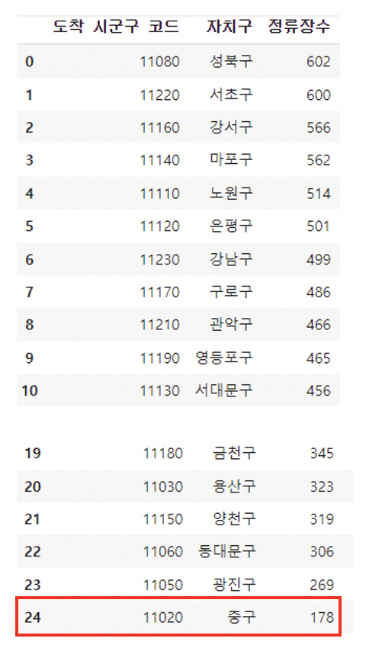 도착 시군구 코드 자치구 정류장수
0 11080 성북구 602
1 11220 서초구 600
2 11160 강서구 566
3 11140 마포구 562
4 11110 노원구 514
5 11120 은평구 501
6 11230 강남구 499
7 11170 구로구 486
8 11210 관악구 466
9 11190 영등포구 465
10 11130 서대문구 456
19 11180 금천구 345
20 11030 용산구 323
21 11150 양천구 319
22 11060 동대문구 306
23 11050 광진구 269
24 11020 중구 178